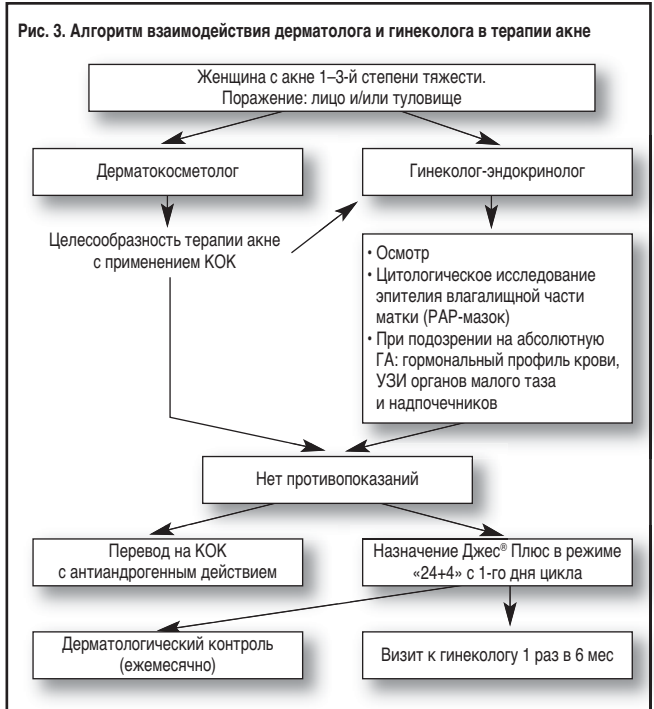 Рис. 3. Алгоритм взаимодействия дерматолога и гинеколога в терапии акне
Женщина с акне 1–3-й степени тяжести.
Поражение: лицо и/или туловище
Дерматокосметолог
Гинеколог-эндокринолог
Целесообразность терапии акне
с применением КОК
• Осмотр
• Цитологическое исследование
эпителия влагалищной части
матки (PAP-мазок)
• При подозрении на абсолютную
ГА: гормональный профиль крови,
УЗИ органов малого таза
и надпочечников
Нет противопоказаний
Перевод на КОК
с антиандрогенным действием
Назначение Джес® Плюс в режиме
«24+4» с 1-го дня цикла
Дерматологический контроль
(ежемесячно)
Визит к гинекологу 1 раз в 6 мес